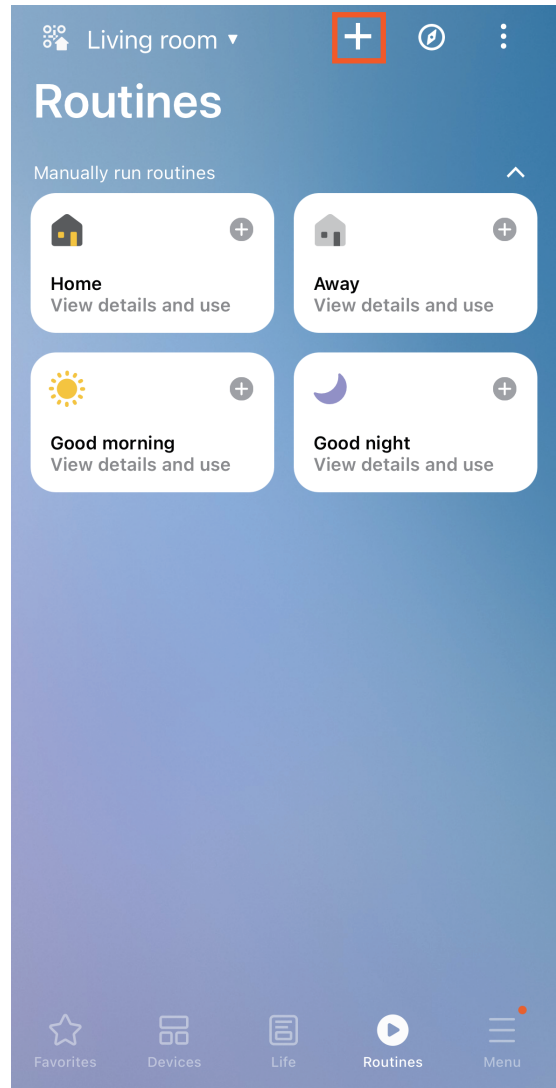 Living room ▼
Routines
Manually run routines
Home
View details and use
Away
View details and use
Good morning
View details and use
Good night
View details and use
Favorites
Devices
Life
Routines
Menu